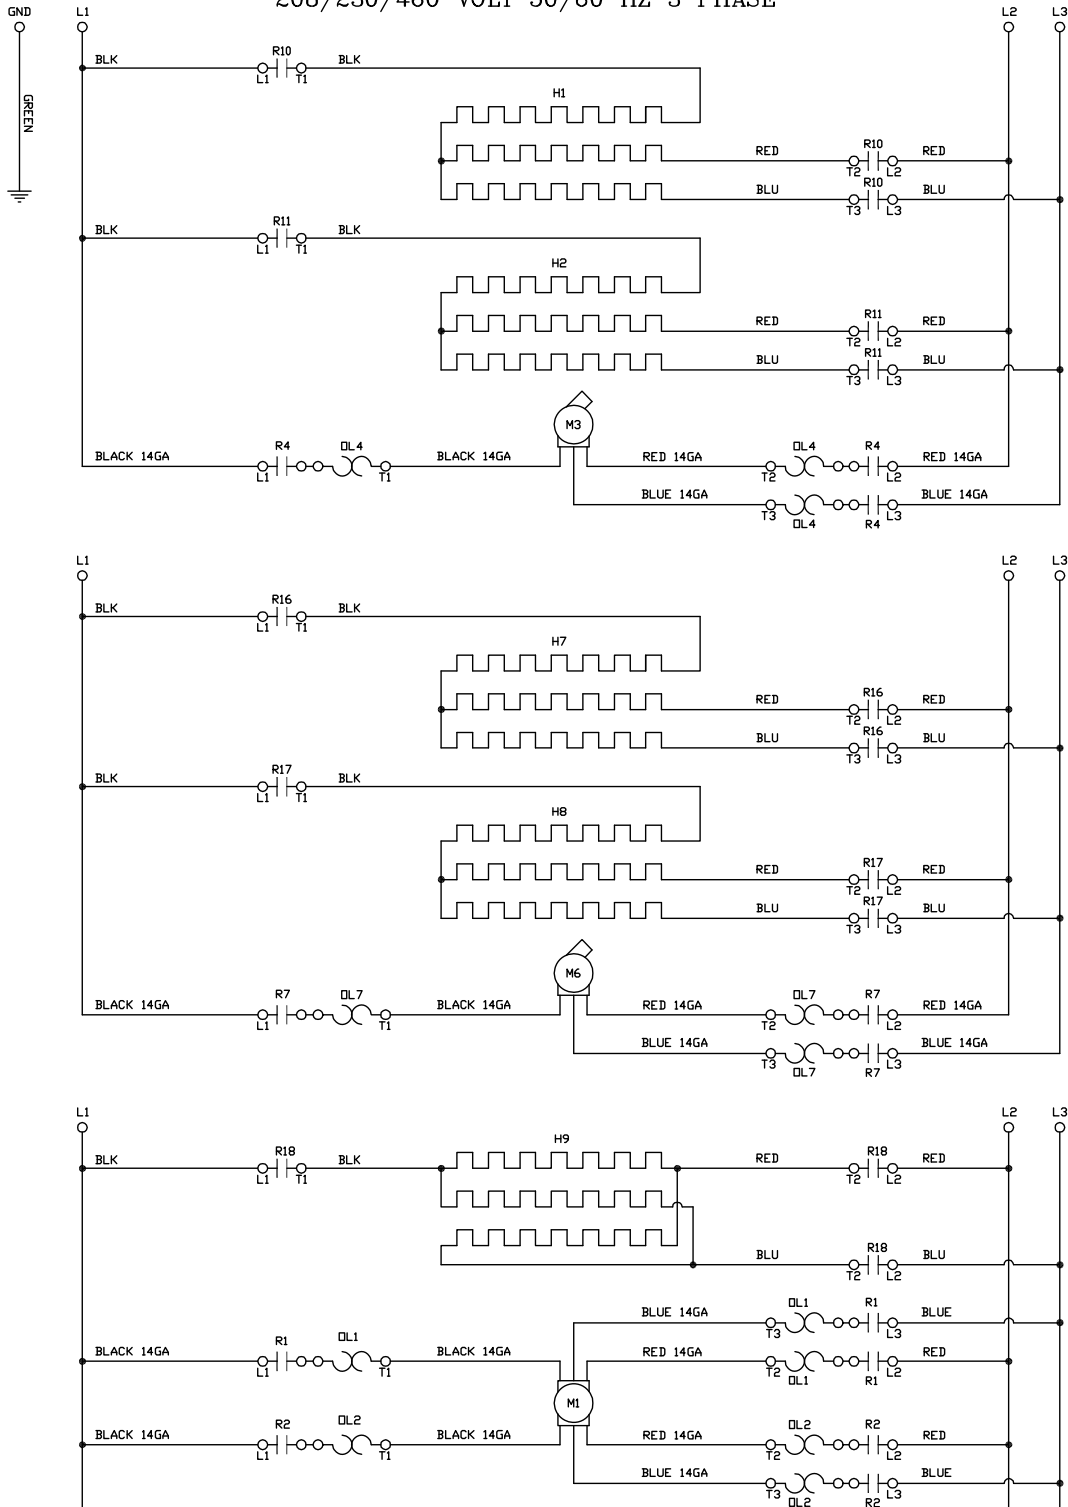 208/230/460 VOLT 50/60 HZ 3 PHASE
GND L1 L2 L3
GREEN
BLK R10 BLK
L1 T1
H1
RED R10 RED
T2 L2
BLU R10 BLU
T3 L3
BLK R11 BLK
L1 T1
H2
RED R11 RED
T2 L2
BLU R11 BLU
T3 L3
M3
BLACK 14GA R4 OL4 BLACK 14GA RED 14GA OL4 R4 RED 14GA
L1 T1 T2 L2
BLUE 14GA BLUE 14GA
T3 OL4 R4 L3
L1 L2 L3
BLK R16 BLK
L1 T1
H7
RED R16 RED
T2 L2
BLU R16 BLU
T3 L3
BLK R17 BLK
L1 T1
H8
RED R17 RED
T2 L2
BLU R17 BLU
T3 L3
M6
BLACK 14GA R7 OL7 BLACK 14GA RED 14GA OL7 R7 RED 14GA
L1 T1 T2 L2
BLUE 14GA BLUE 14GA
T3 OL7 R7 L3
L1 L2 L3
H9
BLK R18 BLK RED R18 RED
L1 T1 T2 L2
BLU R18 BLU
T2 L2
BLUE 14GA OL1 R1 BLUE
T3 L3
BLACK 14GA R1 OL1 BLACK 14GA RED 14GA RED
L1 T1 T2 OL1 R1 L2
M1
BLACK 14GA R2 OL2 BLACK 14GA RED 14GA OL2 R2 RED
L1 T1 T2 L2
BLUE 14GA BLUE
T3 OL2 R2 L3